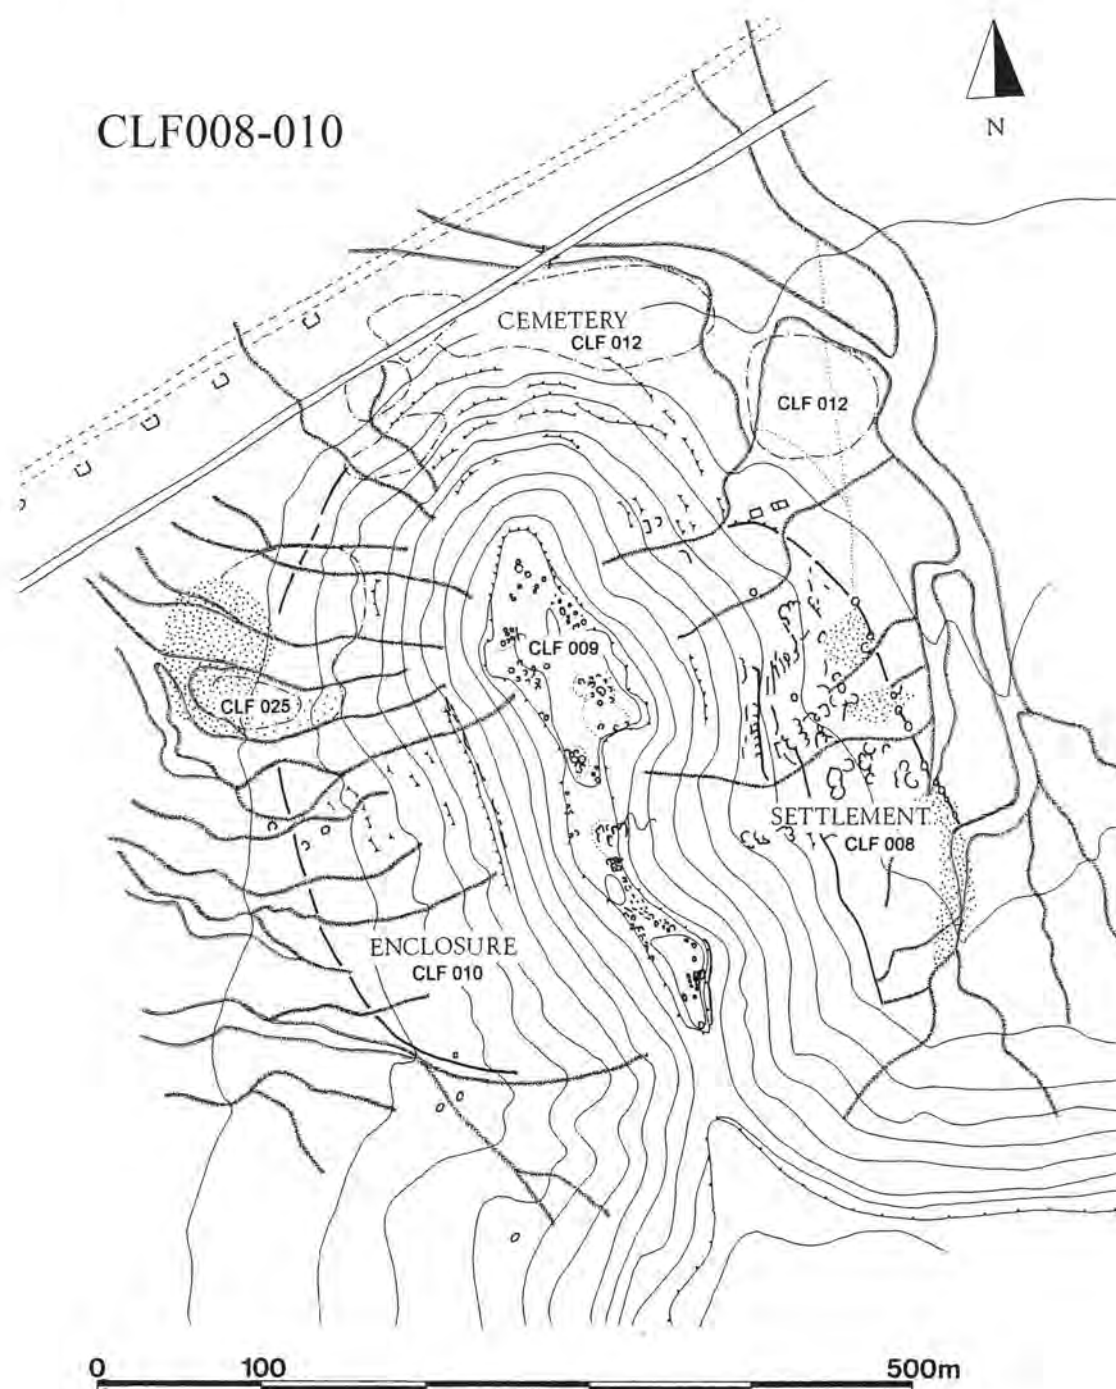 CLF008-010
N
CEMETERY
CLF 012
CLF 012
CLF 009
CLF 025
SETTLEMENT
CLF 008
ENCLOSURE
CLF 010
0 100 500m